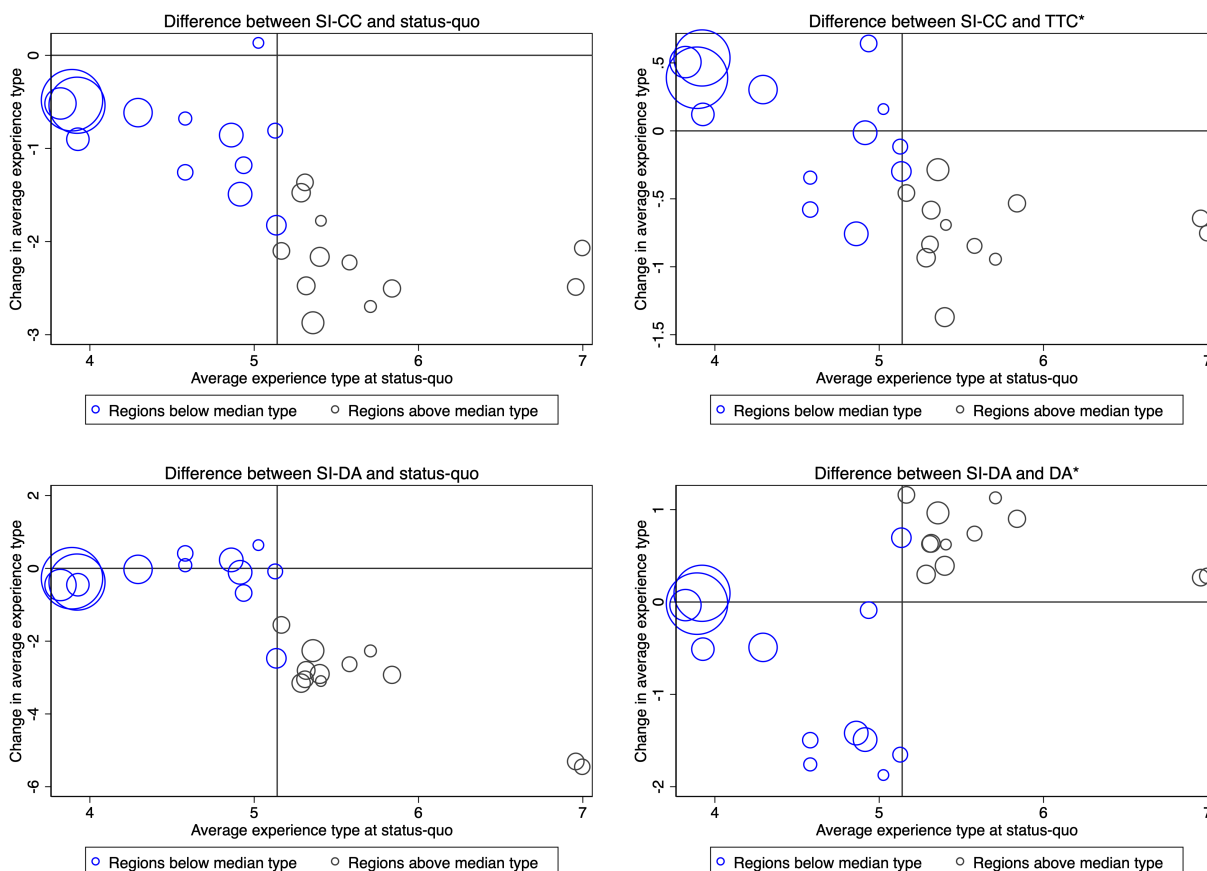 Difference between SI-CC and status-quo
Change in average experience type
0
-1
-2
-3
4 5 6 7
Average experience type at status-quo
Regions below median type Regions above median type
Difference between SI-CC and TTC*
Change in average experience type
.5
0
-.5
-1
-1.5
4 5 6 7
Average experience type at status-quo
Regions below median type Regions above median type
Difference between SI-DA and status-quo
Change in average experience type
2
0
-2
-4
-6
4 5 6 7
Average experience type at status-quo
Regions below median type Regions above median type
Difference between SI-DA and DA*
Change in average experience type
1
0
-1
-2
4 5 6 7
Average experience type at status-quo
Regions below median type Regions above median type